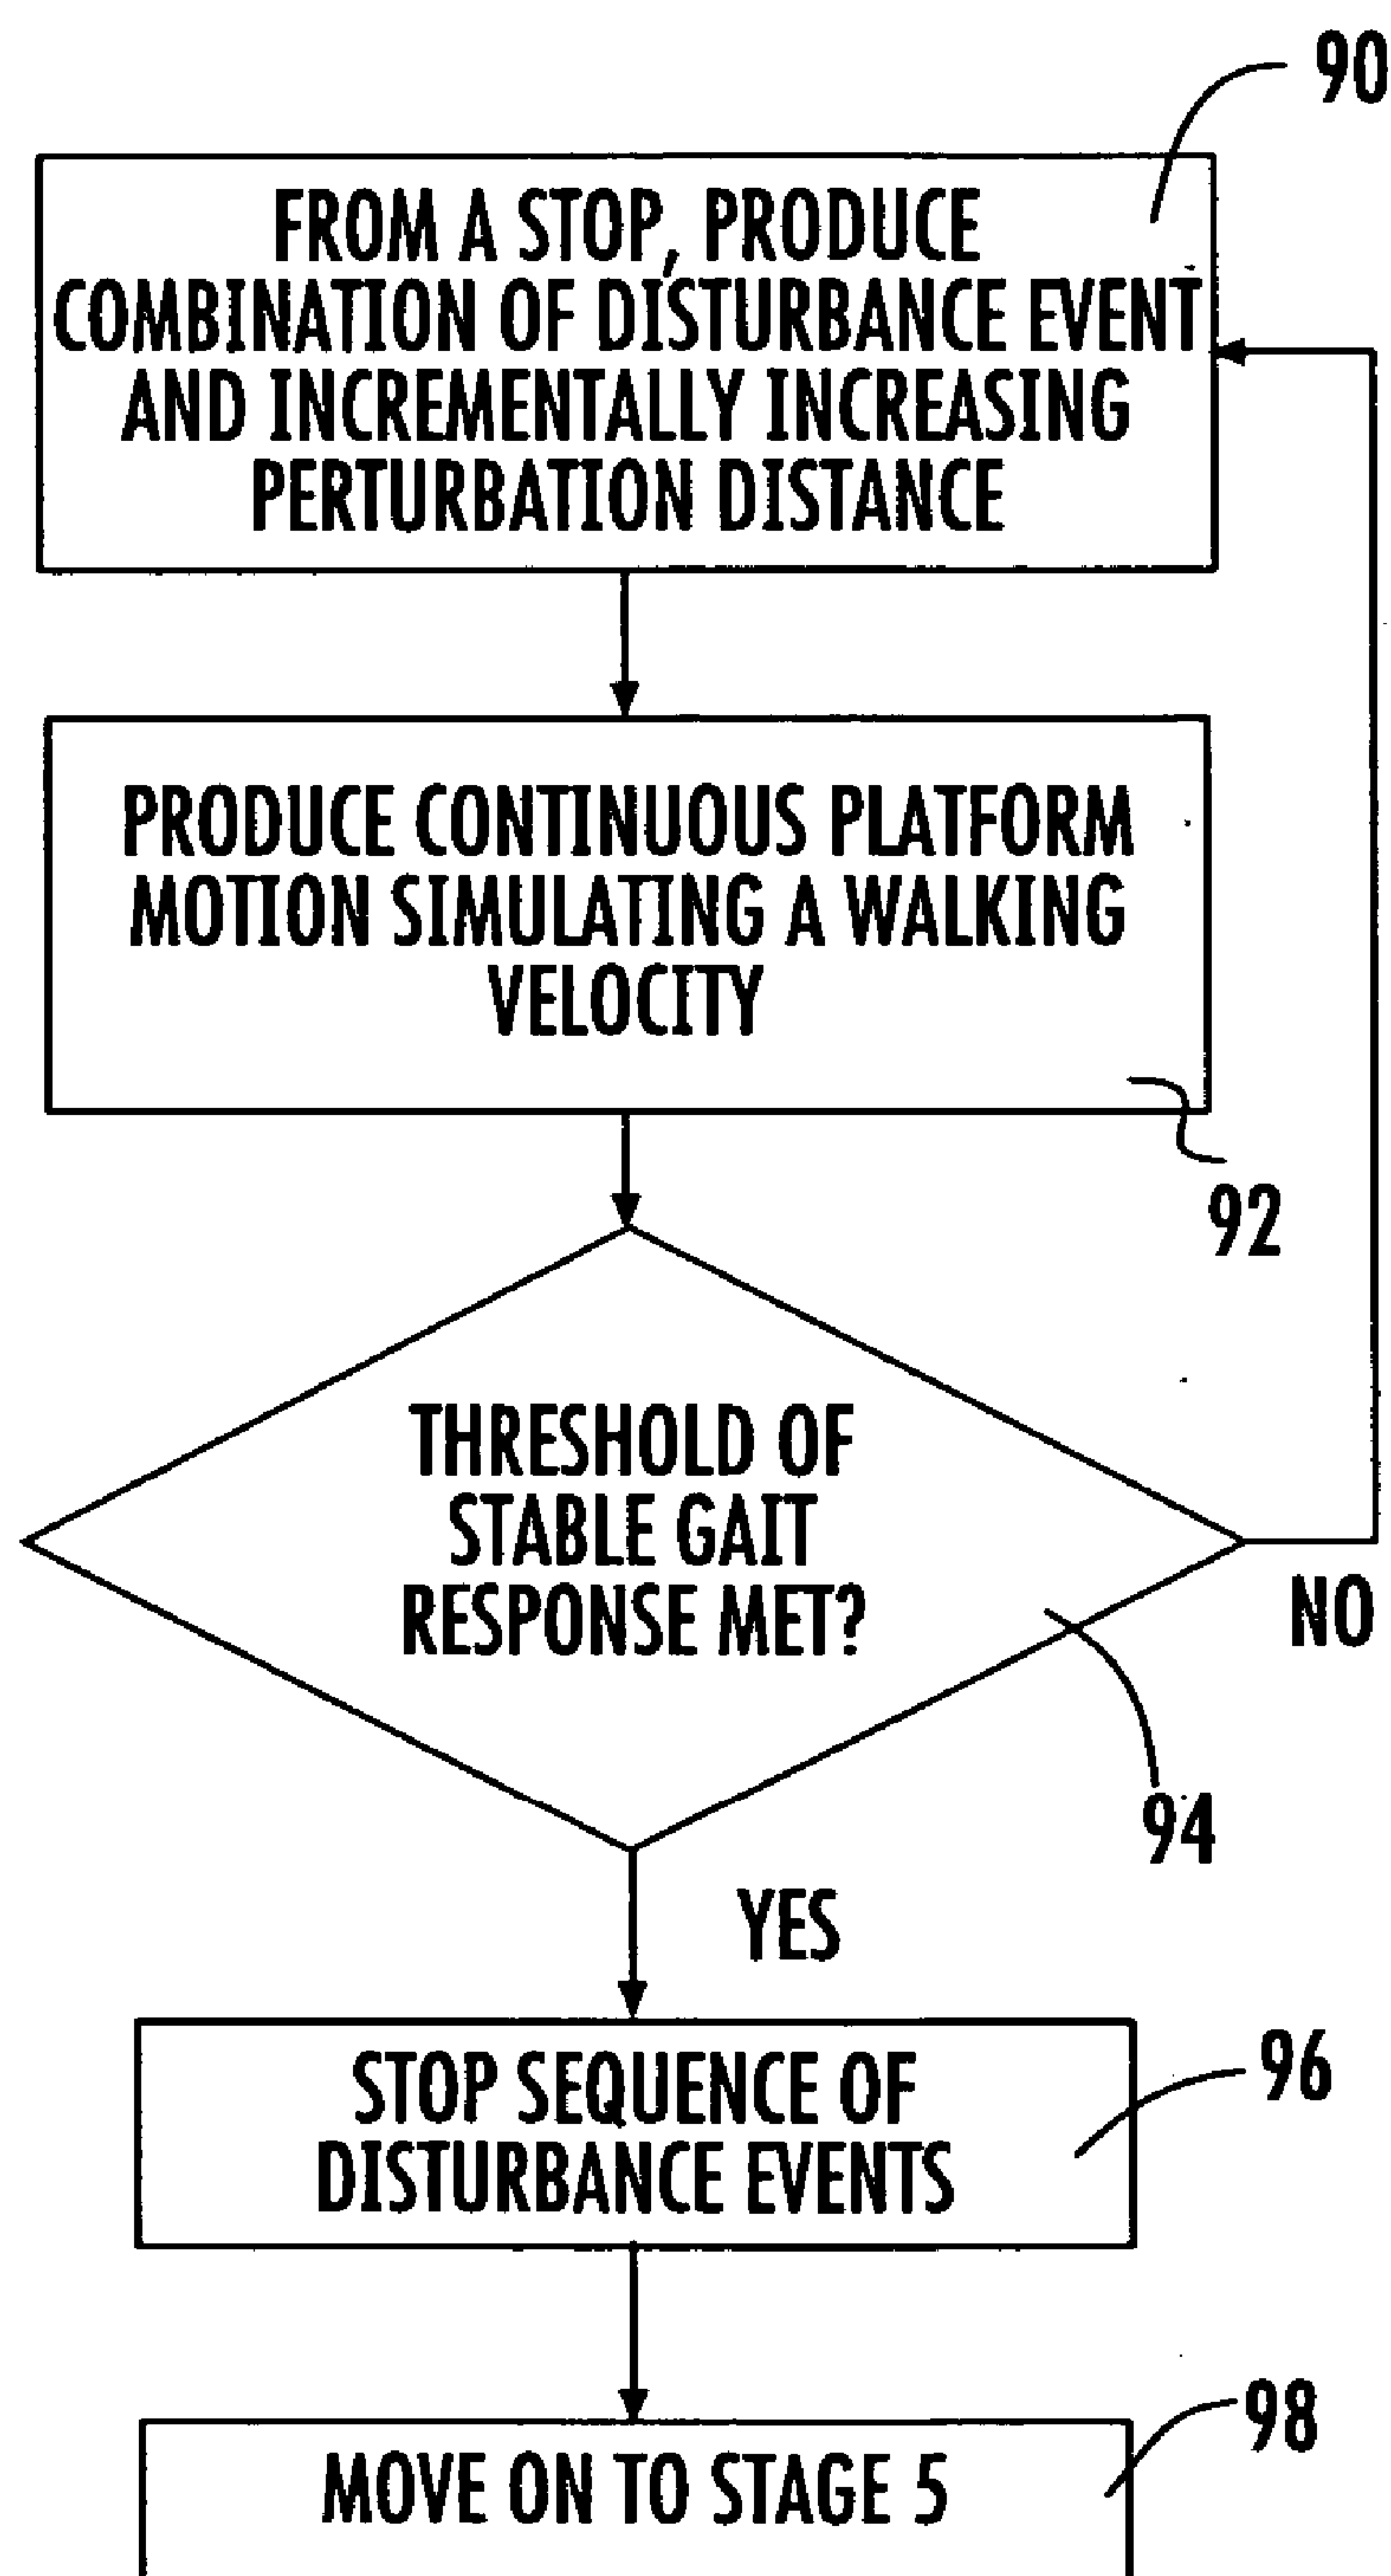 90
FROM A STOP, PRODUCE
COMBINATION OF DISTURBANCE EVENT
AND INCREMENTALLY INCREASING
PERTURBATION DISTANCE
PRODUCE CONTINUOUS PLATFORM
MOTION SIMULATING A WALKING
VELOCITY
92
THRESHOLD OF
STABLE GAIT
RESPONSE MET?
NO
94
YES
STOP SEQUENCE OF
DISTURBANCE EVENTS
96
98
MOVE ON TO STAGE 5